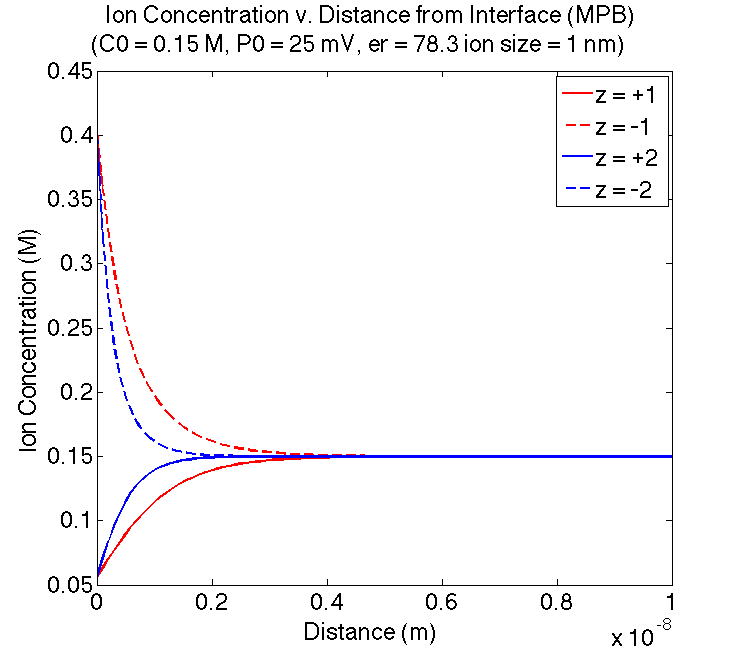 Ion Concentration v. Distance from Interface (MPB)
(C0 = 0.15 M, P0 = 25 mV, er = 78.3 ion size = 1 nm)
z = +1
z = -1
z = +2
z = -2
0.45
0.4
0.35
0.3
0.25
0.2
0.15
0.1
0.05
Ion Concentration (M)
0 0.2 0.4 0.6 0.8 1
Distance (m)
x 10^-8